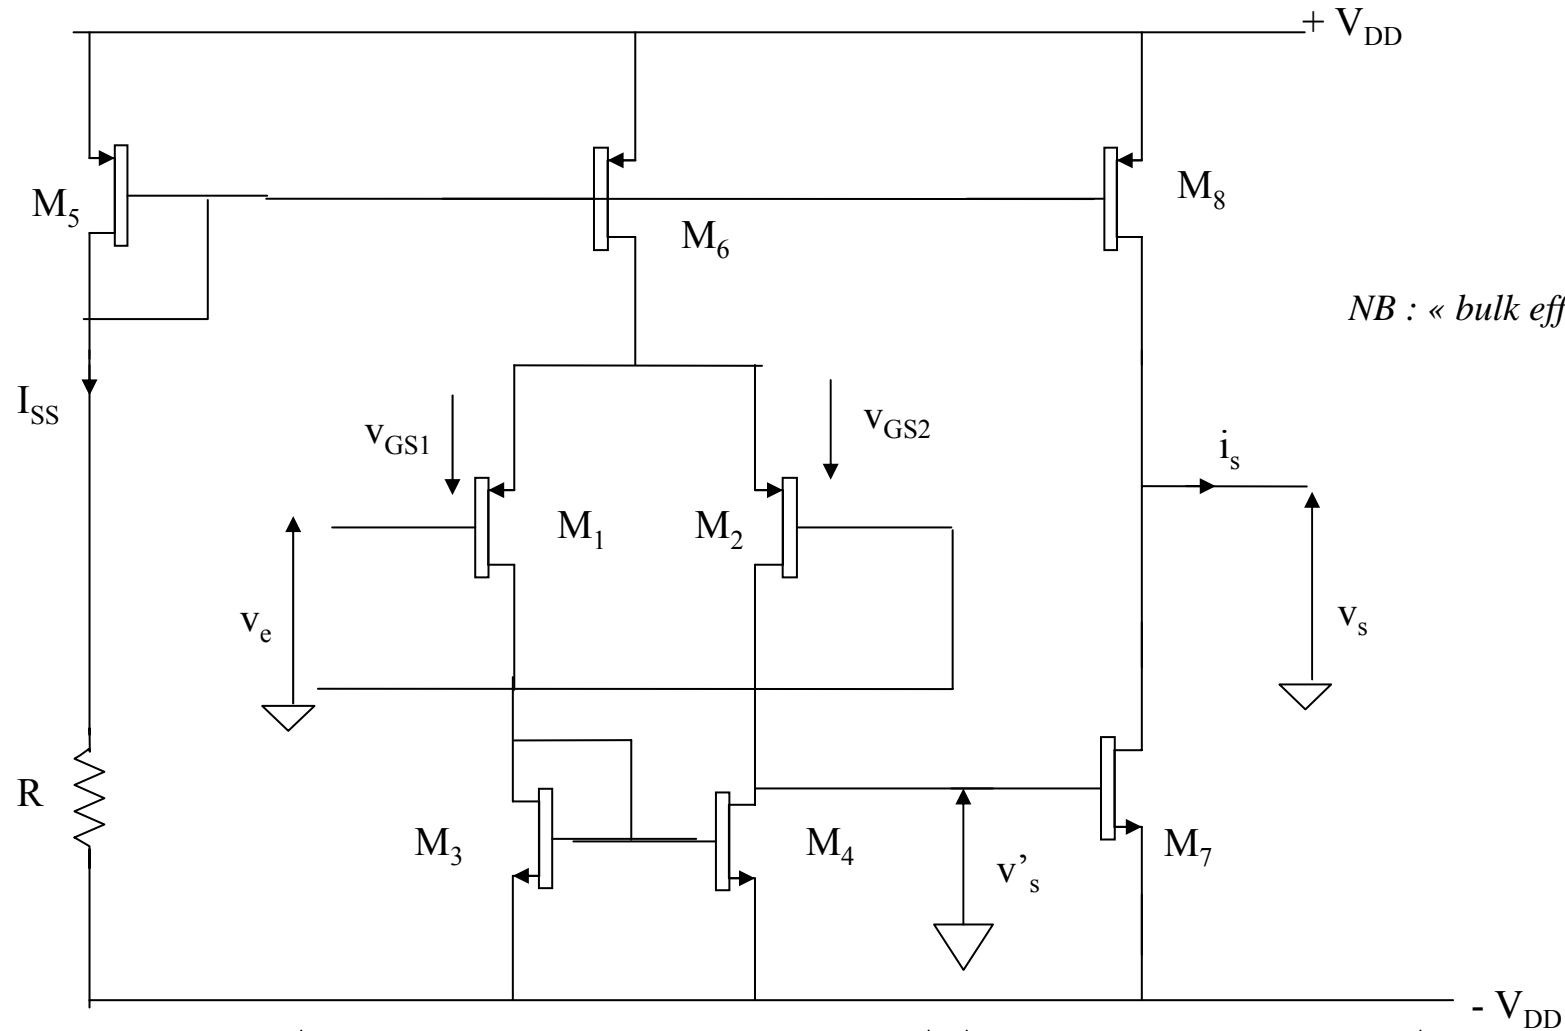 + V_DD
M_5
M_6
M_8
NB : « bulk eff
I_SS
v_GS1
v_GS2
i_s
M_1
M_2
v_e
v_s
R
M_3
M_4
v’_s
M_7
- V_DD